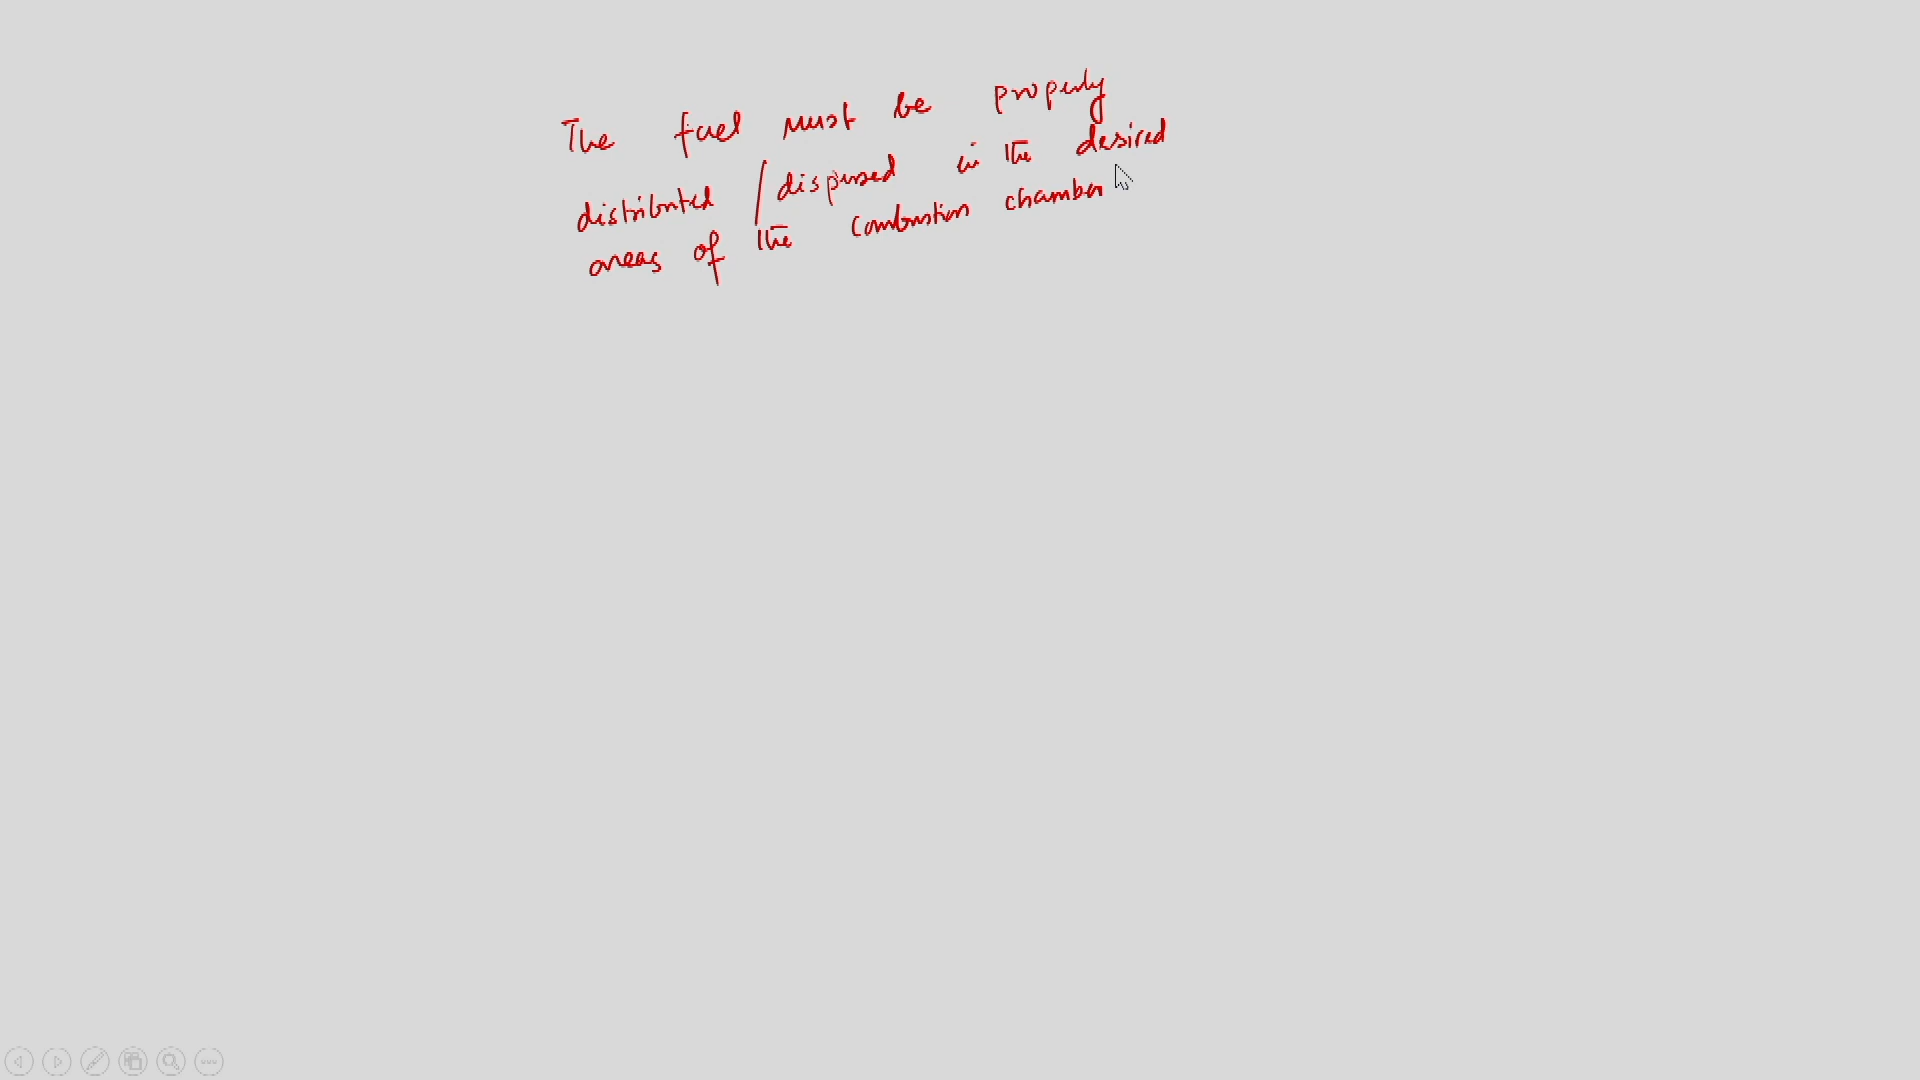 The fuel must be properly
distributed / dispersed in the desired
areas of the combustion chamber